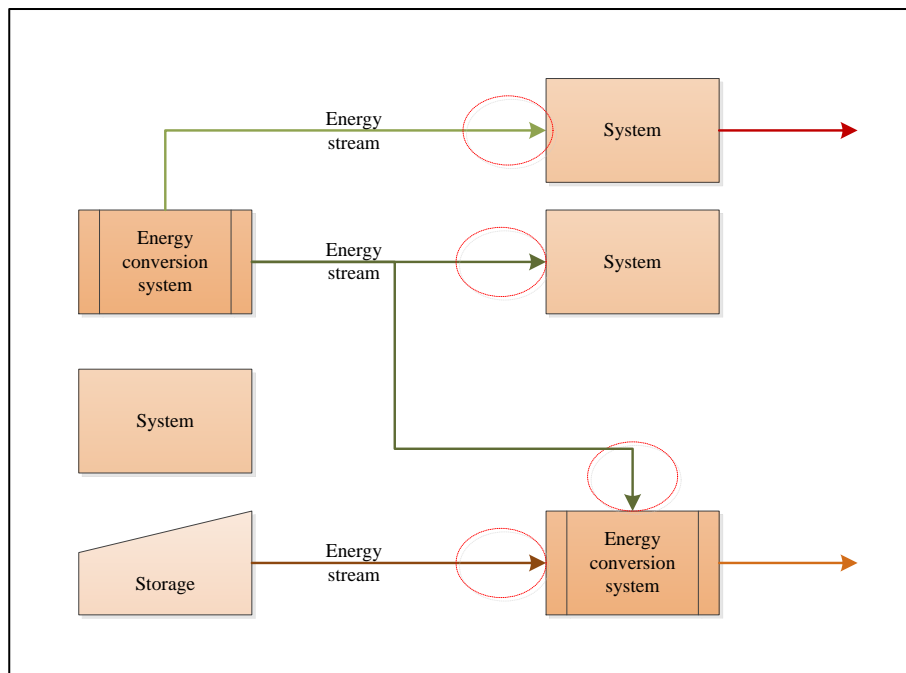 Energy
stream
System
Energy
conversion
system
Energy
stream
System
System
Storage
Energy
stream
Energy
conversion
system